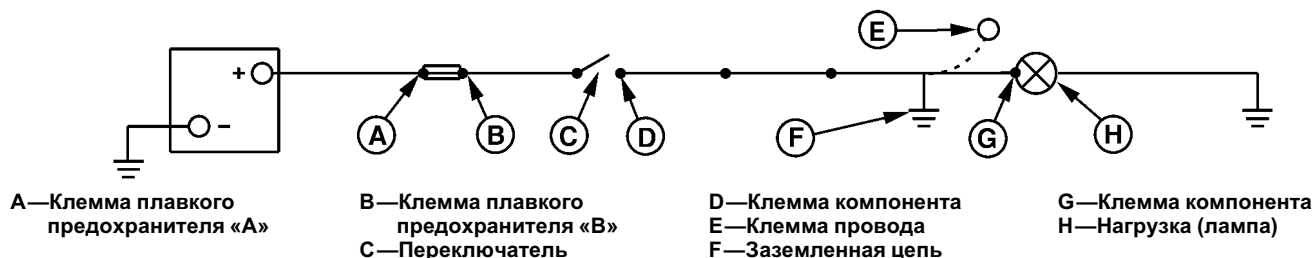 E
+
–
A
B
C
D
F
G
H
A—Клемма плавкого
предохранителя «A»
B—Клемма плавкого
предохранителя «B»
C—Переключатель
D—Клемма компонента
E—Клемма провода
F—Заземленная цепь
G—Клемма компонента
H—Нагрузка (лампа)